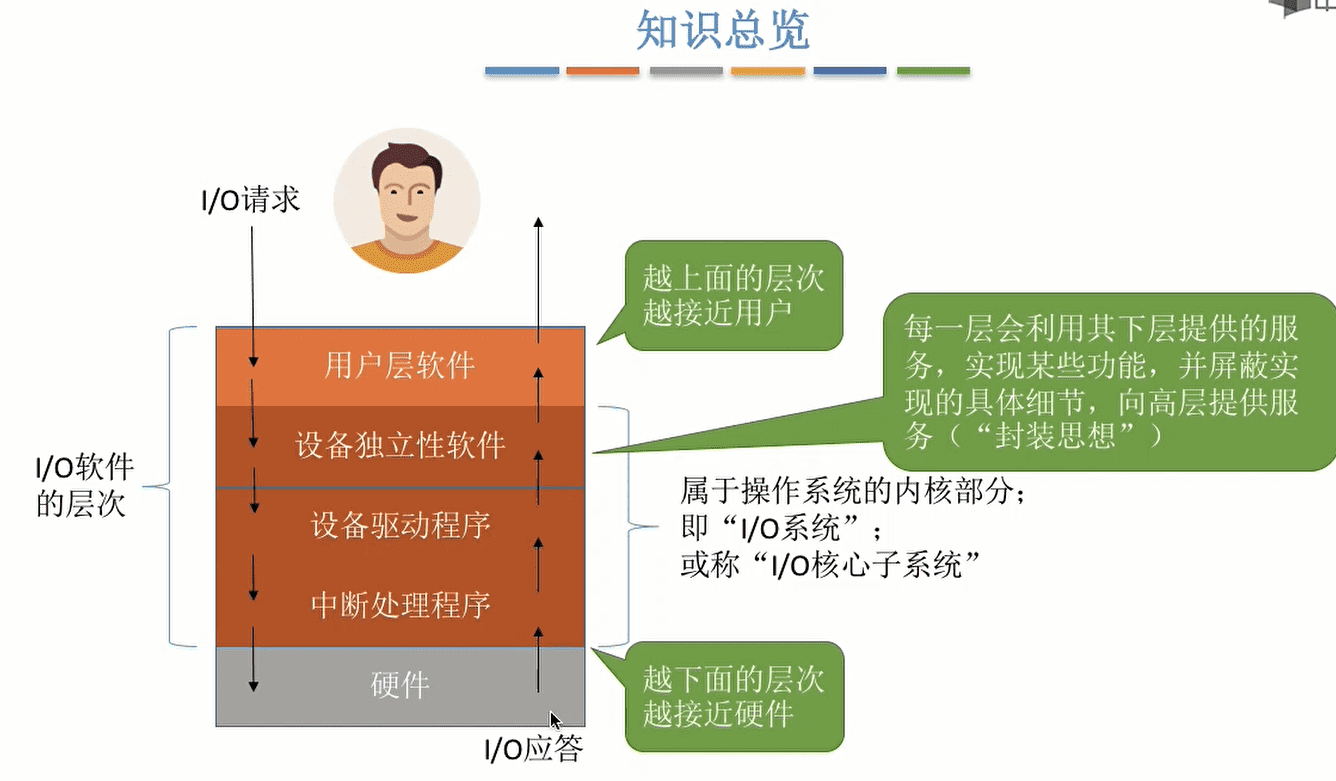 知识总览
I/O请求
越上面的层次
越接近用户
每一层会利用其下层提供的服
务，实现某些功能，并屏蔽实
现的具体细节，向高层提供服
务（“封装思想”）
用户层软件
设备独立性软件
设备驱动程序
中断处理程序
硬件
I/O软件
的层次
属于操作系统的内核部分；
即“I/O系统”；
或称“I/O核心子系统”
越下面的层次
越接近硬件
I/O应答